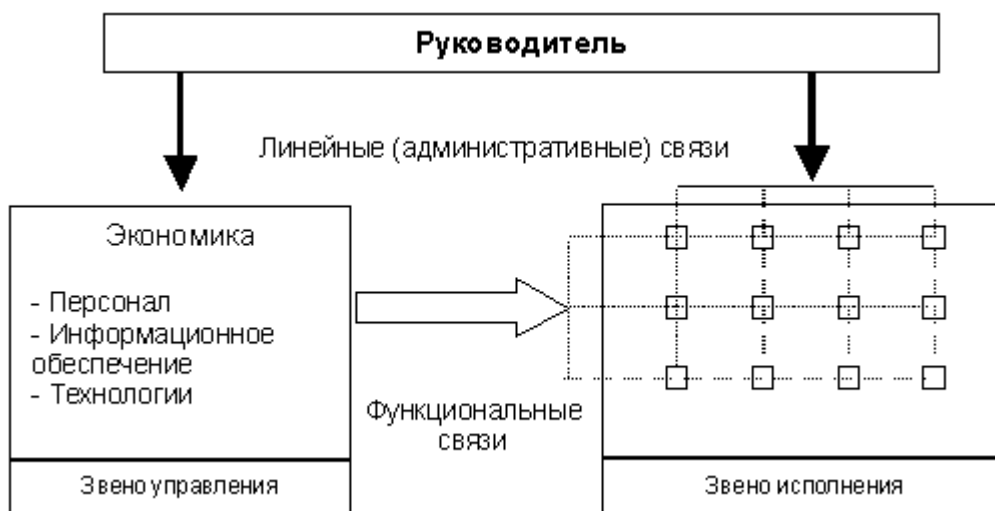 Руководитель
Линейные (административные) связи
Экономика
- Персонал
- Информационное
обеспечение
- Технологии
Звено управления
Функциональные
связи
Звено исполнения